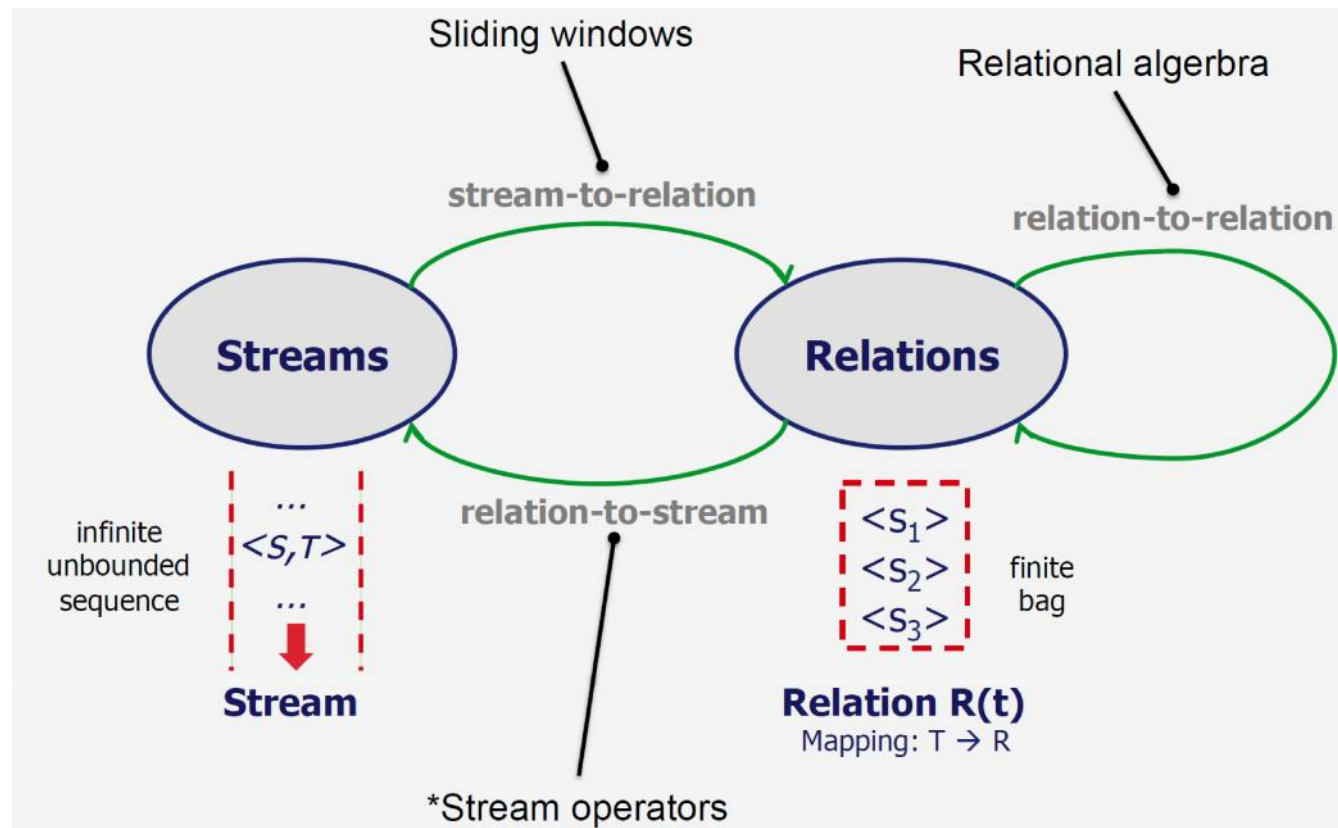 Sliding windows
Relational algerbra
stream-to-relation
relation-to-relation
Streams
Relations
relation-to-stream
infinite
unbounded
sequence
...
<S,T>
...
Stream
<s₁>
<s₂>
<s₃>
finite
bag
Relation R(t)
Mapping: T → R
*Stream operators